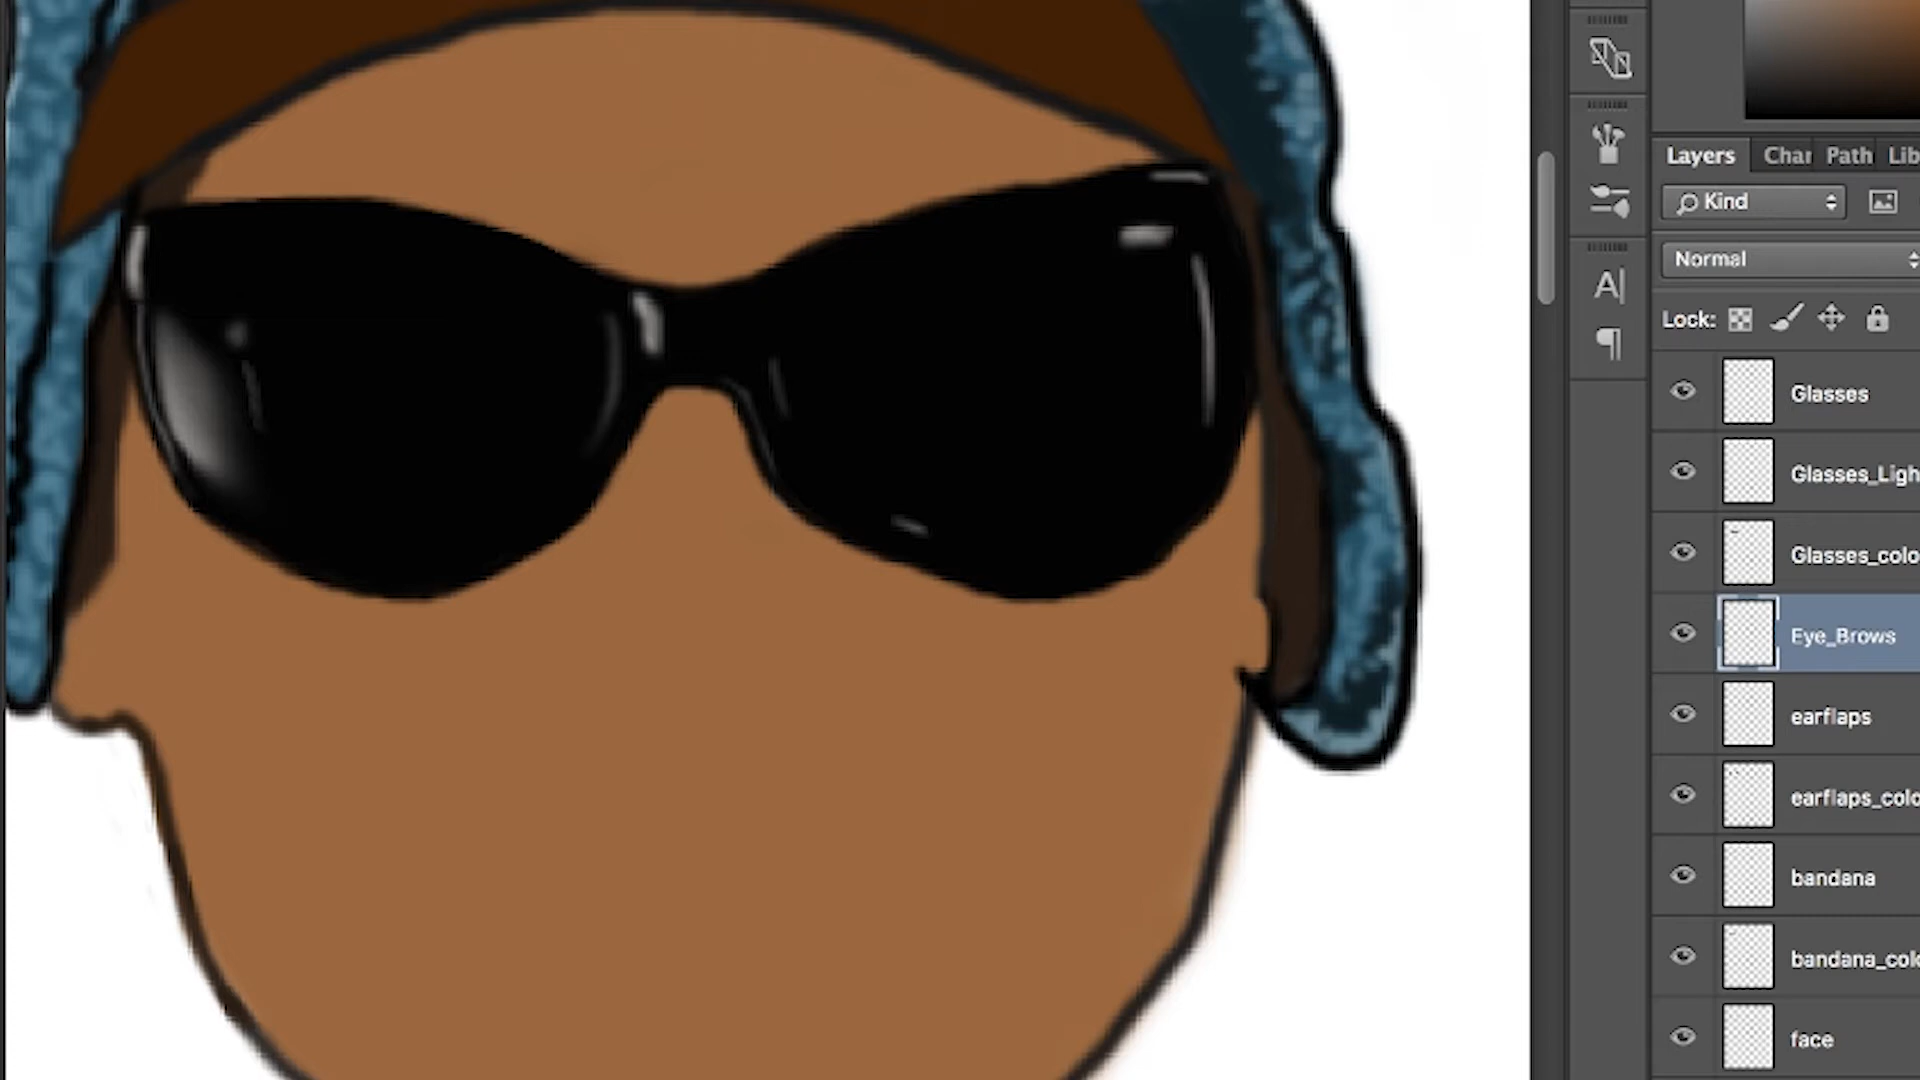 Layers Char Path Lib
Kind
Normal
Lock:
Glasses
Glasses_Ligh
Glasses_colo
Eye_Brows
earflaps
earflaps_colo
bandana
bandana_colo
face
A
¶